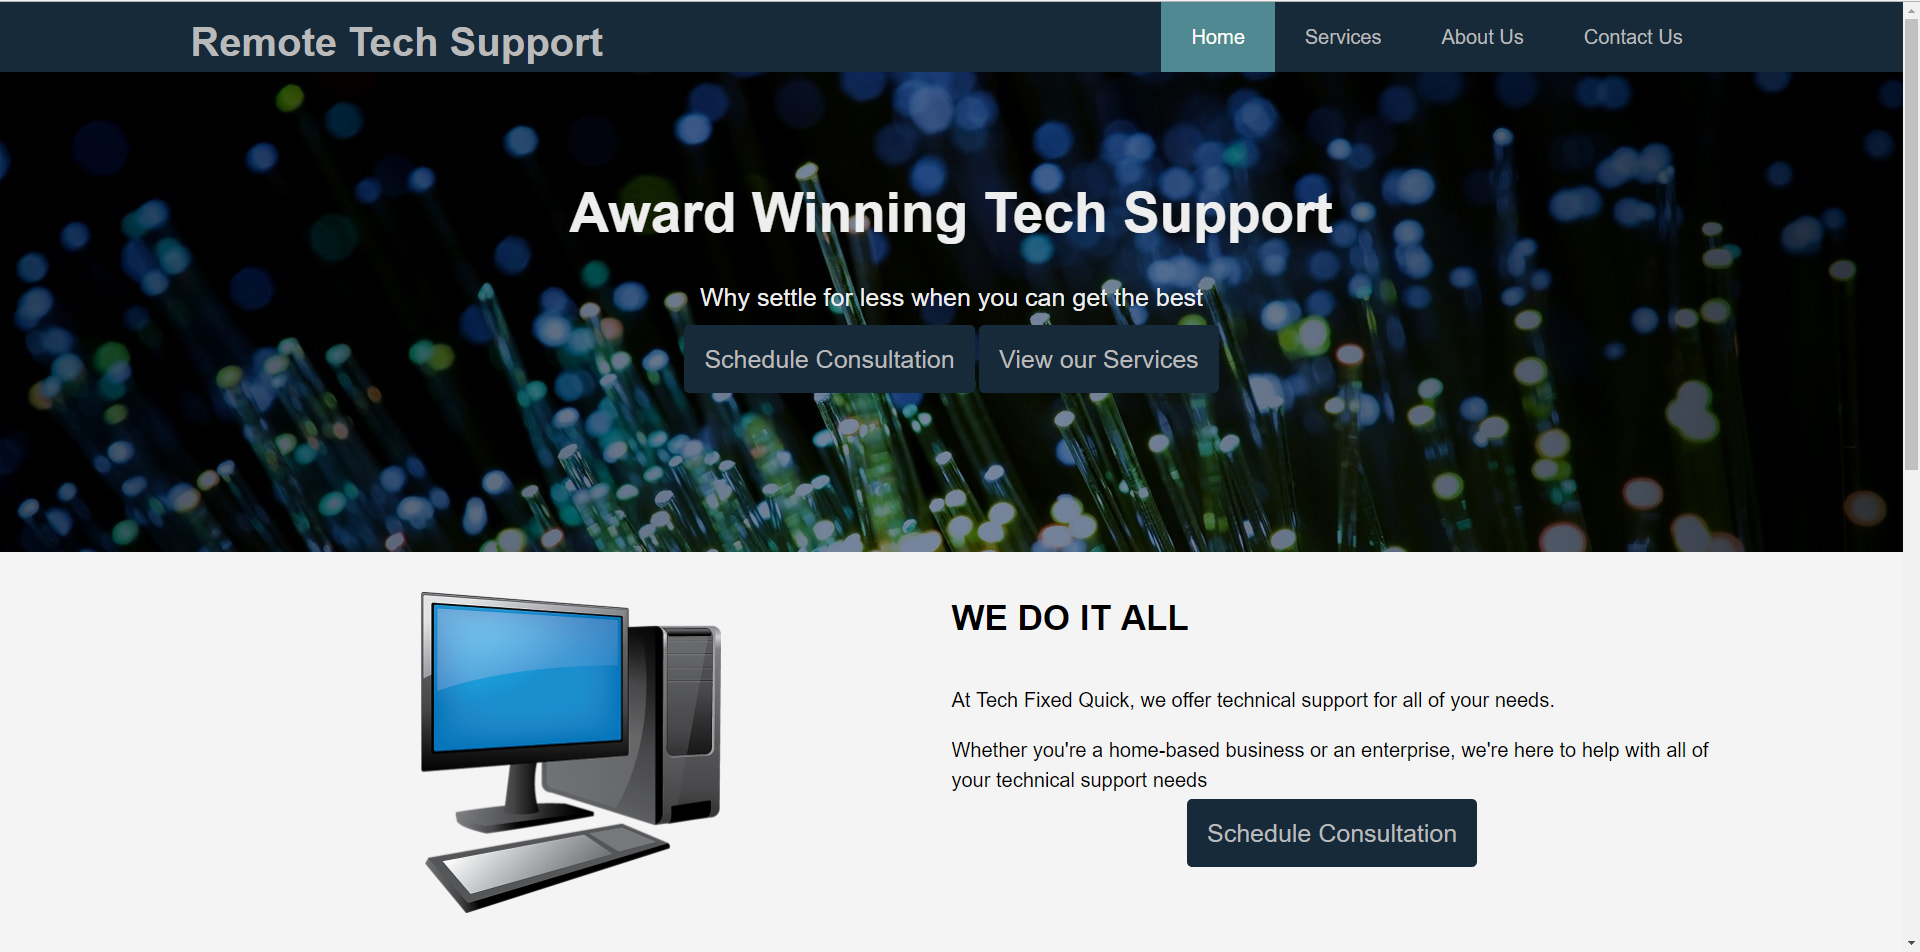 Remote Tech Support
Home Services About Us Contact Us
Award Winning Tech Support
Why settle for less when you can get the best
Schedule Consultation View our Services
WE DO IT ALL
At Tech Fixed Quick, we offer technical support for all of your needs.
Whether you're a home-based business or an enterprise, we're here to help with all of
your technical support needs
Schedule Consultation